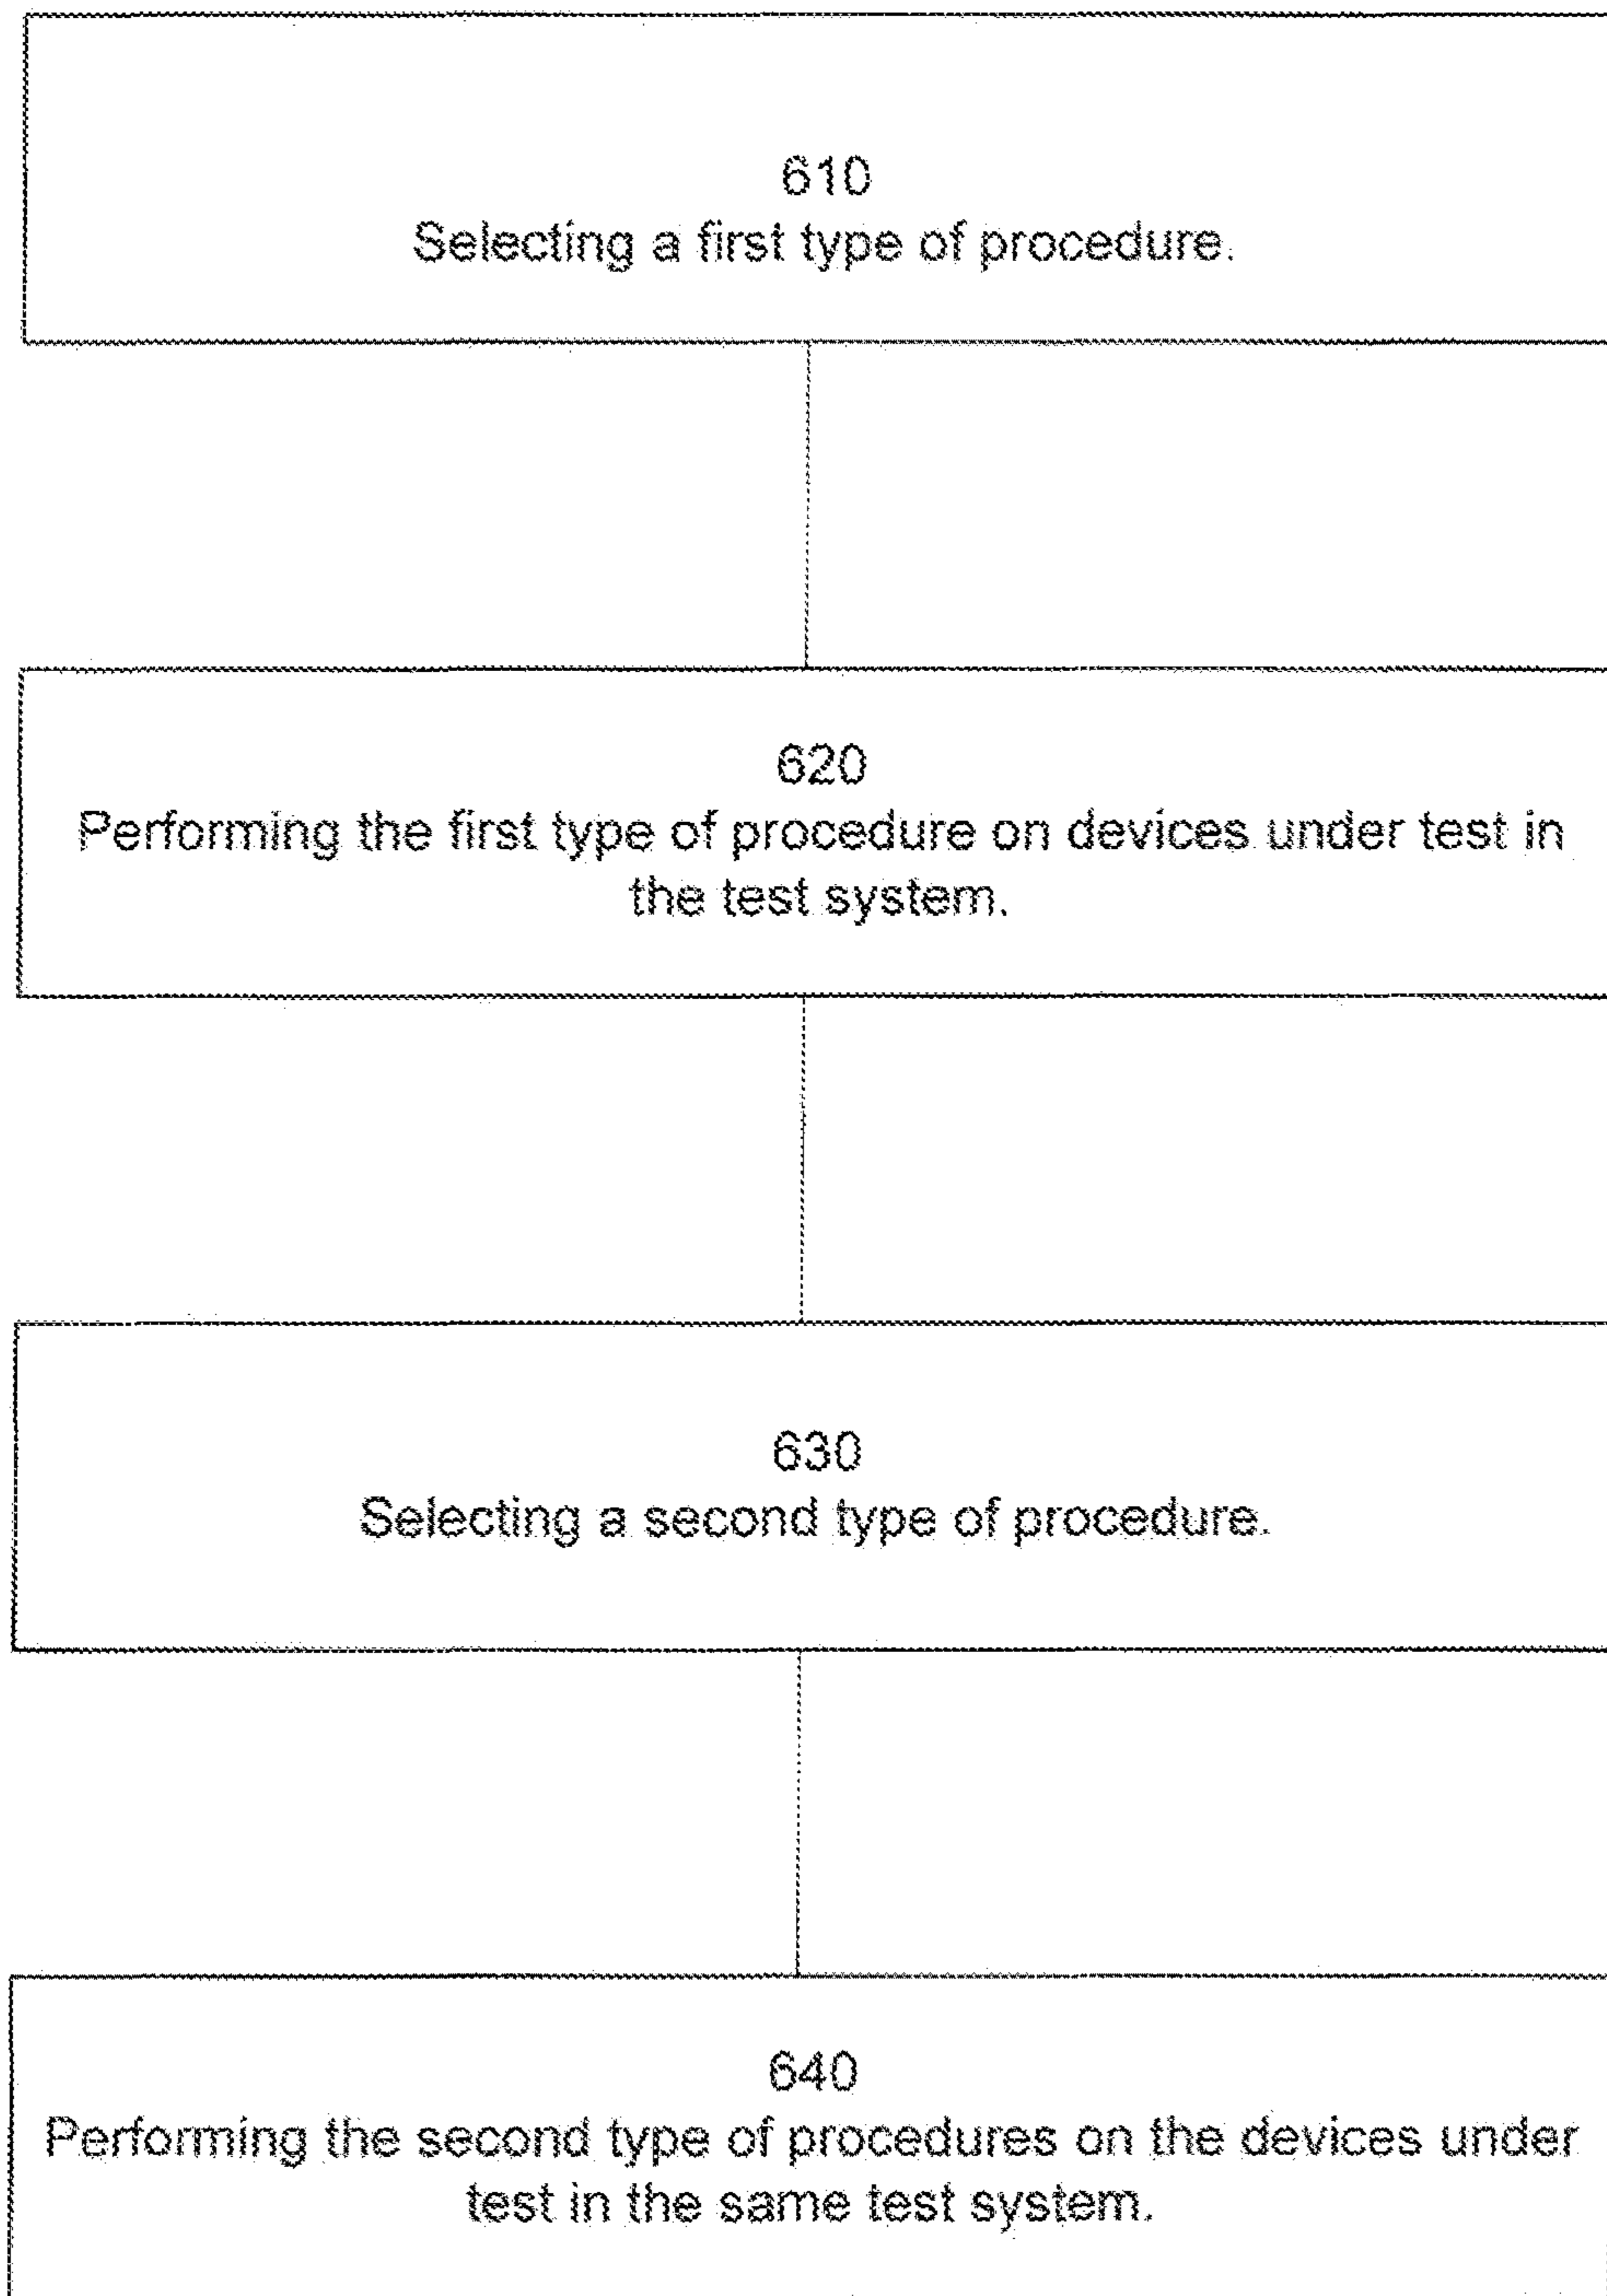 610
Selecting a first type of procedure.
620
Performing the first type of procedure on devices under test in
the test system.
630
Selecting a second type of procedure.
640
Performing the second type of procedures on the devices under
test in the same test system.